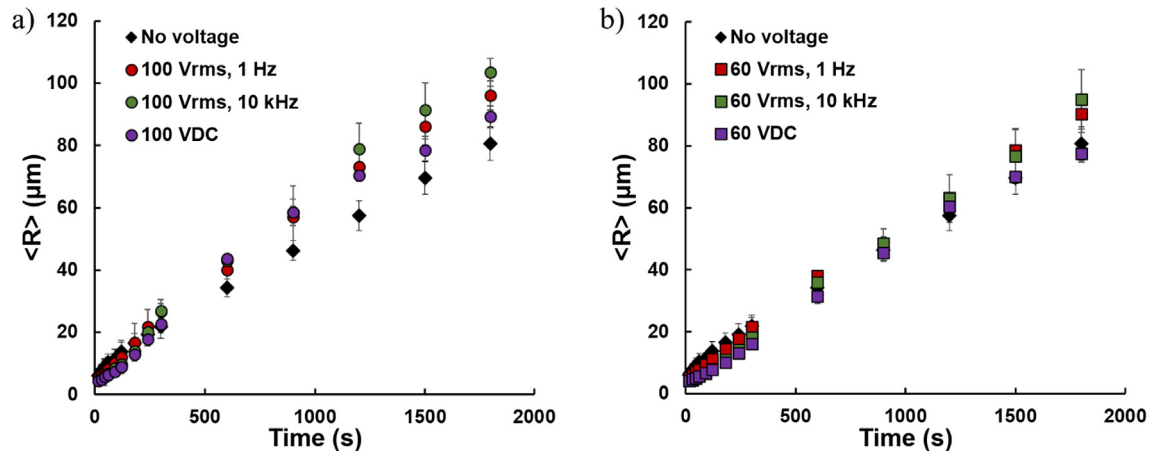 a)
120
100
80
60
40
20
0
<R> (μm)
No voltage
100 Vrms, 1 Hz
100 Vrms, 10 kHz
100 VDC
0 500 1000 1500 2000
Time (s)
b)
120
100
80
60
40
20
0
<R> (μm)
No voltage
60 Vrms, 1 Hz
60 Vrms, 10 kHz
60 VDC
0 500 1000 1500 2000
Time (s)